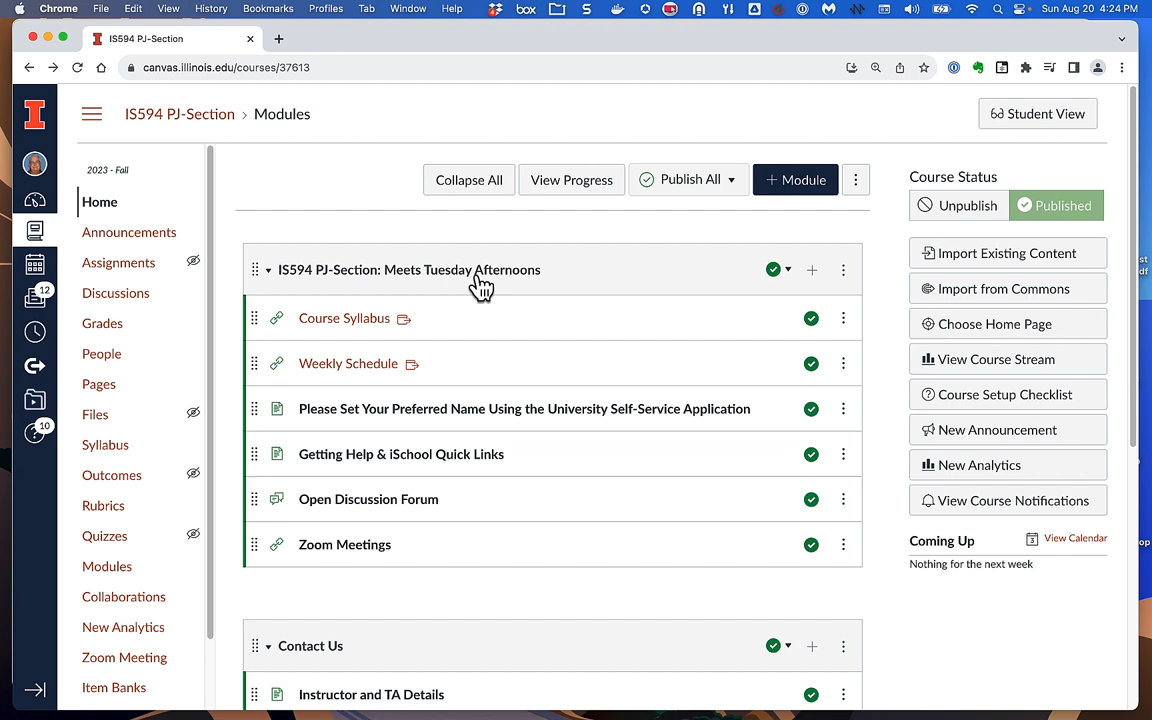 Chrome File Edit View History Bookmarks Profiles Tab Window Help box Sun Aug 20 4:24 PM
IS594 PJ-Section
canvas.illinois.edu/courses/37613
IS594 PJ-Section > Modules
Student View
2023 - Fall
Collapse All
View Progress
Publish All
+ Module
Course Status
Unpublish
Published
Home
Announcements
Assignments
Discussions
Grades
People
Pages
Files
Syllabus
Outcomes
Rubrics
Quizzes
Modules
Collaborations
New Analytics
Zoom Meeting
Item Banks
12
10
IS594 PJ-Section: Meets Tuesday Afternoons
Course Syllabus
Weekly Schedule
Please Set Your Preferred Name Using the University Self-Service Application
Getting Help & iSchool Quick Links
Open Discussion Forum
Zoom Meetings
Contact Us
Instructor and TA Details
Import Existing Content
Import from Commons
Choose Home Page
View Course Stream
Course Setup Checklist
New Announcement
New Analytics
View Course Notifications
Coming Up
3
View Calendar
Nothing for the next week